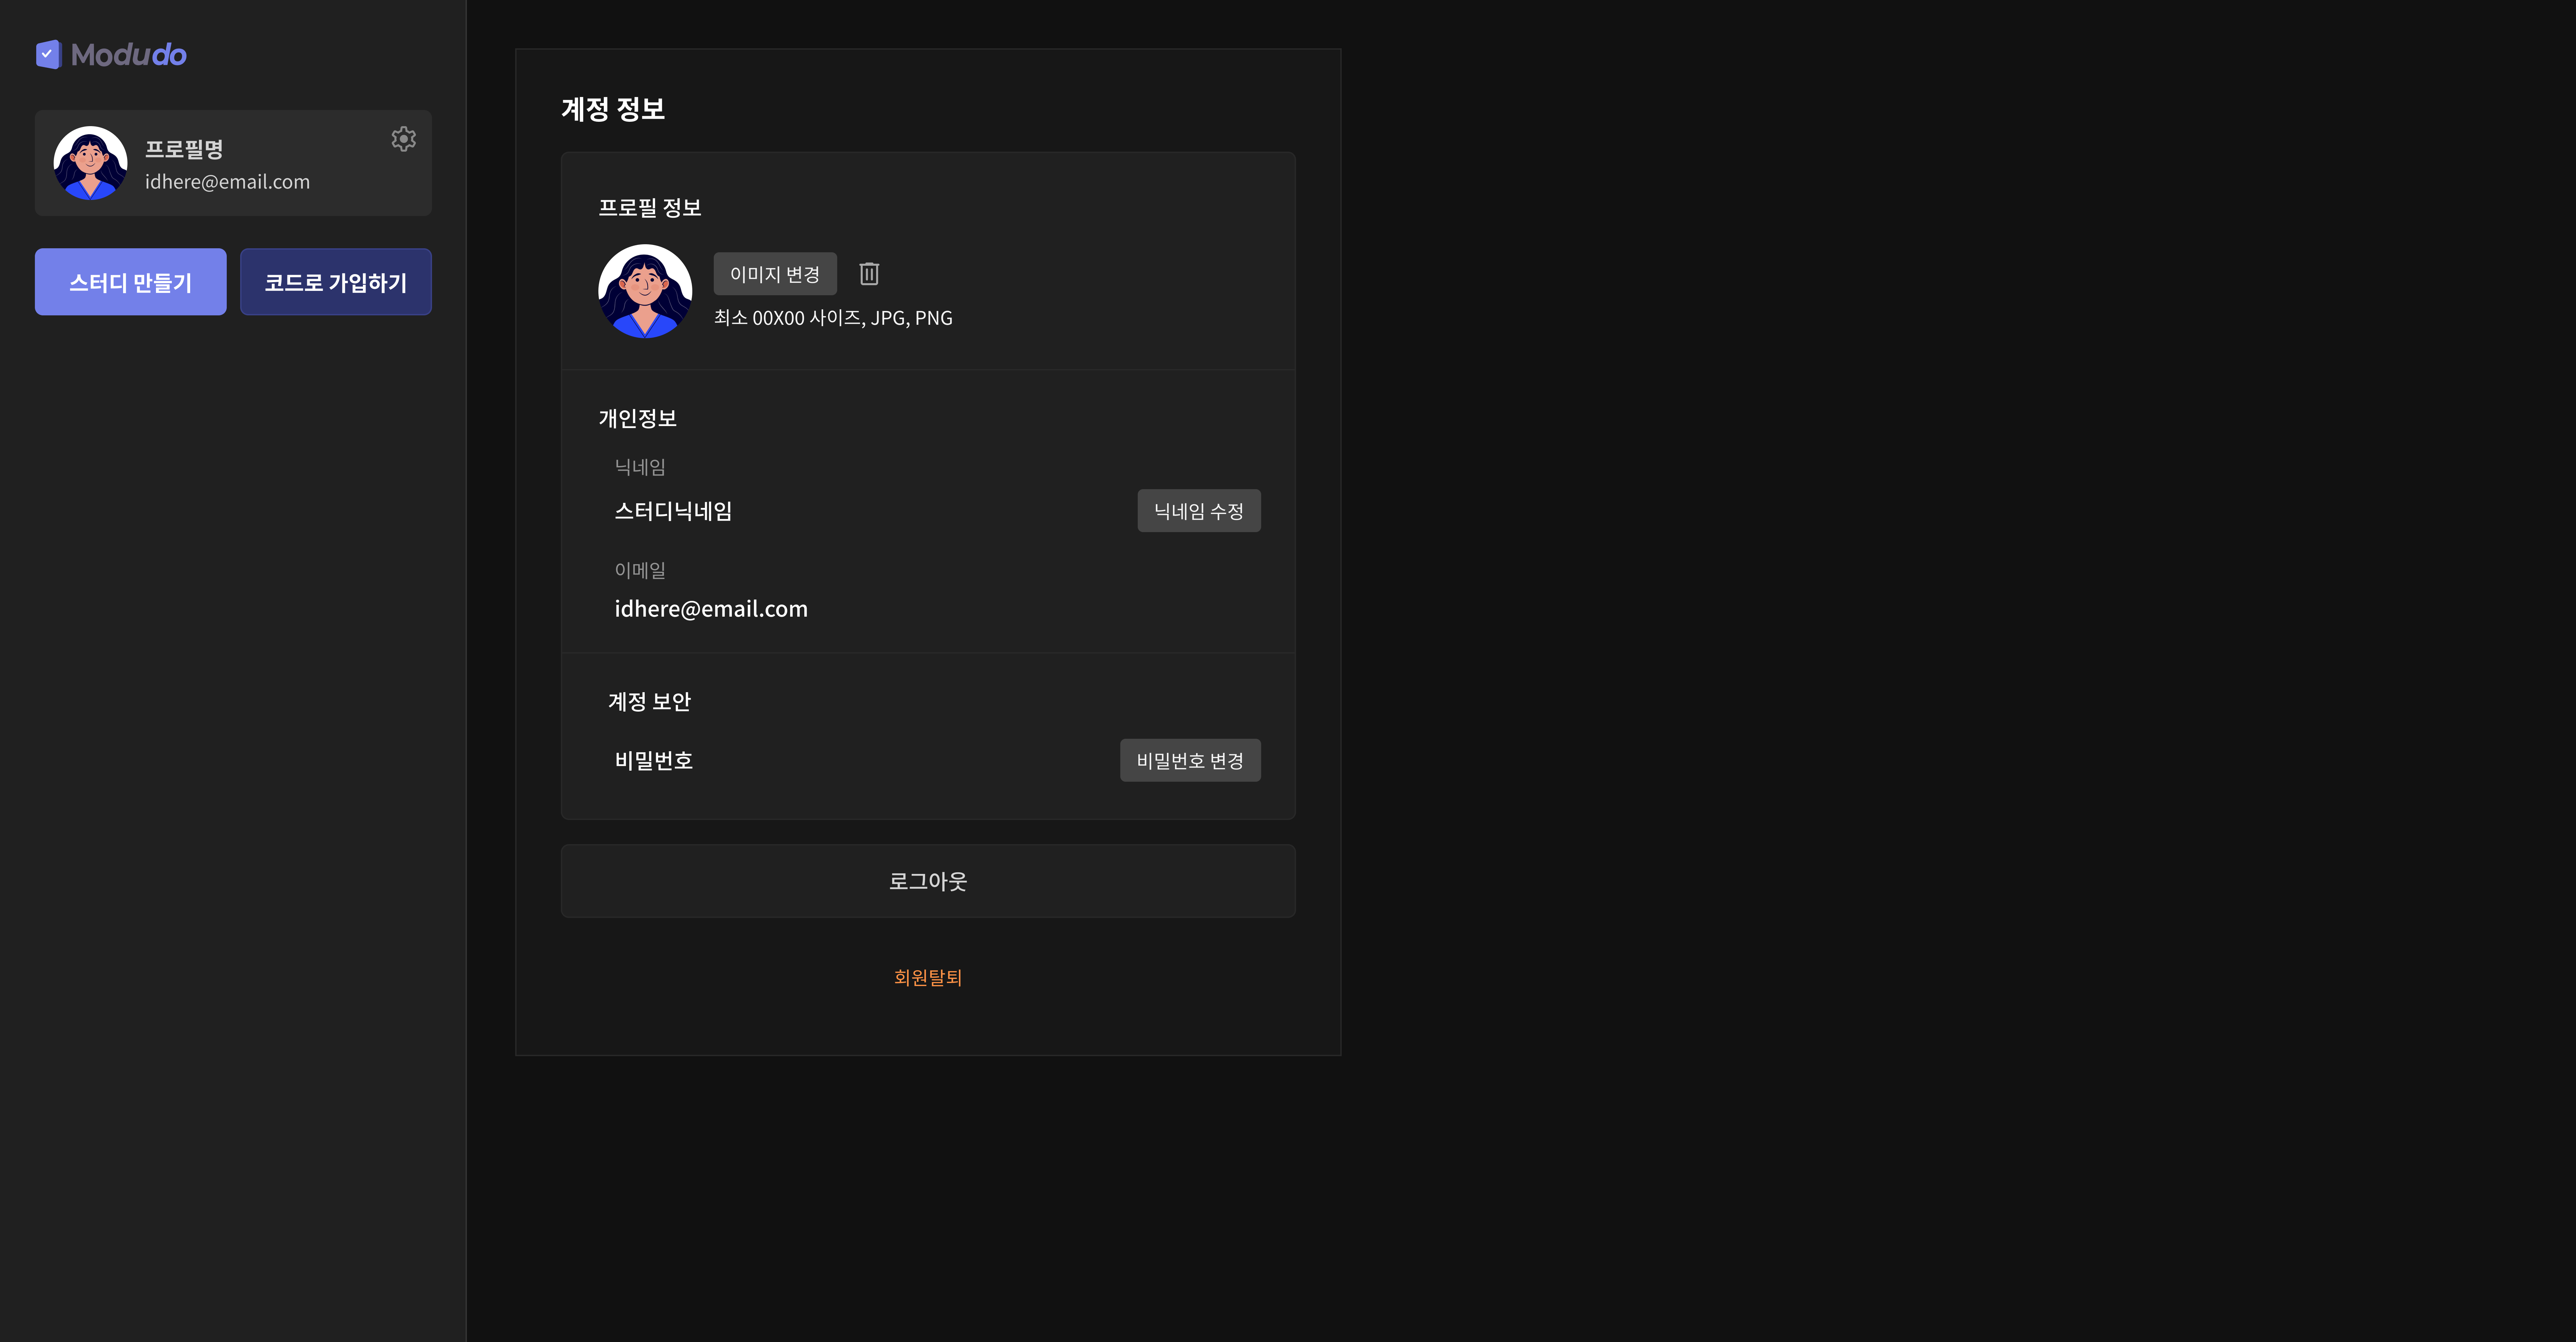 Modudo
프로필명
idhere@email.com
스터디 만들기
코드로 가입하기
계정 정보
프로필 정보
이미지 변경
최소 00X00 사이즈, JPG, PNG
개인정보
닉네임
스터디닉네임
닉네임 수정
이메일
idhere@email.com
계정 보안
비밀번호
비밀번호 변경
로그아웃
회원탈퇴